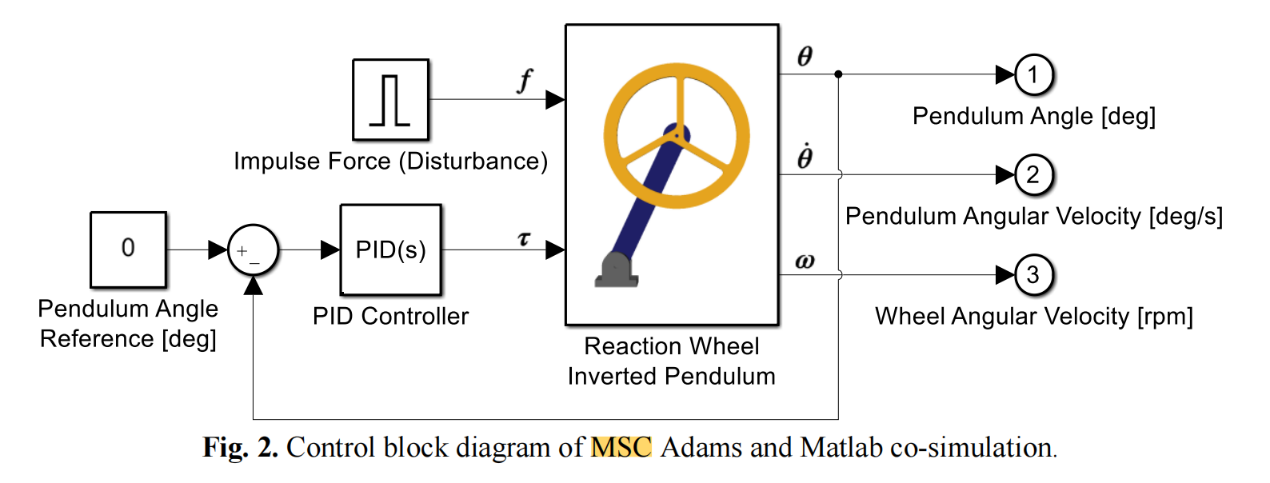 θ
1
f
Pendulum Angle [deg]
Impulse Force (Disturbance)
θ̇
2
Pendulum Angular Velocity [deg/s]
0
+
−
PID(s)
τ
ω
3
Pendulum Angle
Reference [deg]
PID Controller
Wheel Angular Velocity [rpm]
Reaction Wheel
Inverted Pendulum
Fig. 2. Control block diagram of MSC Adams and Matlab co-simulation.